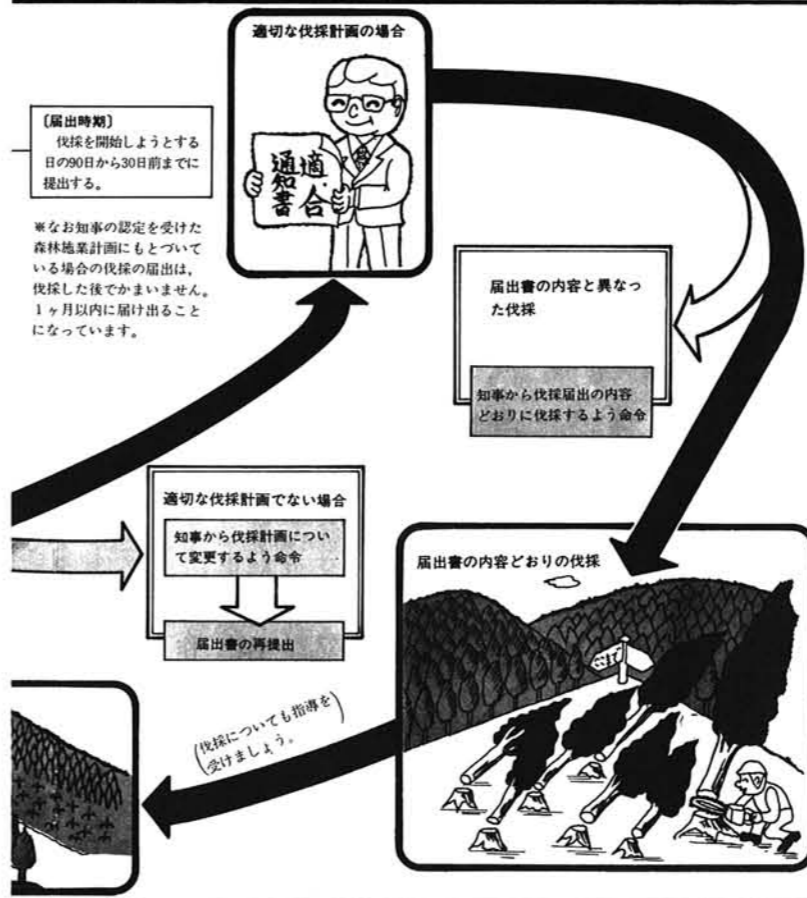 適切な伐採計画の場合
適合
通知書
〔届出時期〕
伐採を開始しようとする
日の90日から30日前までに
提出する。
※なお知事の認定を受けた
森林施業計画にもとづいて
いる場合の伐採の届出は,
伐採した後でかまいません。
1ヶ月以内に届け出ること
になっています。
届出書の内容と異なっ
た伐採
知事から伐採届出の内容
どおりに伐採するよう命令
適切な伐採計画でない場合
知事から伐採計画につい
て変更するよう命令
届出書の再提出
届出書の内容どおりの伐採
ここまで
(伐採についても指導を
受けましょう。)